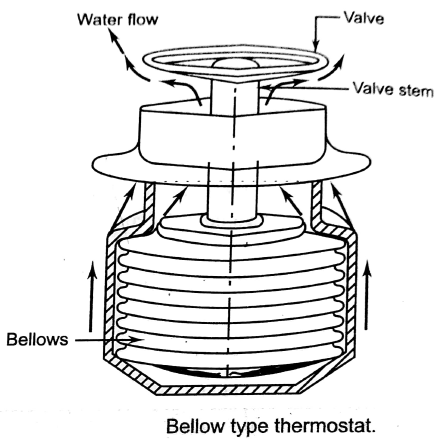 Water flow
Valve
Valve stem
Bellows
Bellow type thermostat.